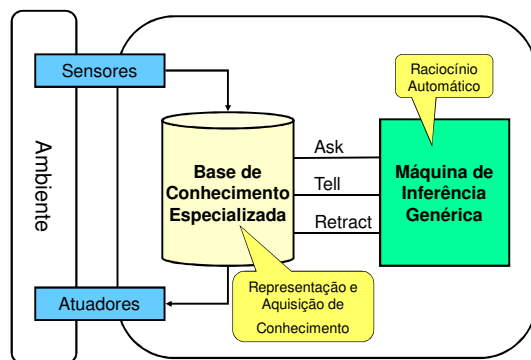 Sensores
Raciocínio
Automático
Ambiente
Base de
Conhecimento
Especializada
Ask
Tell
Retract
Máquina de
Inferência
Genérica
Atuadores
Representação e
Aquisição de
Conhecimento